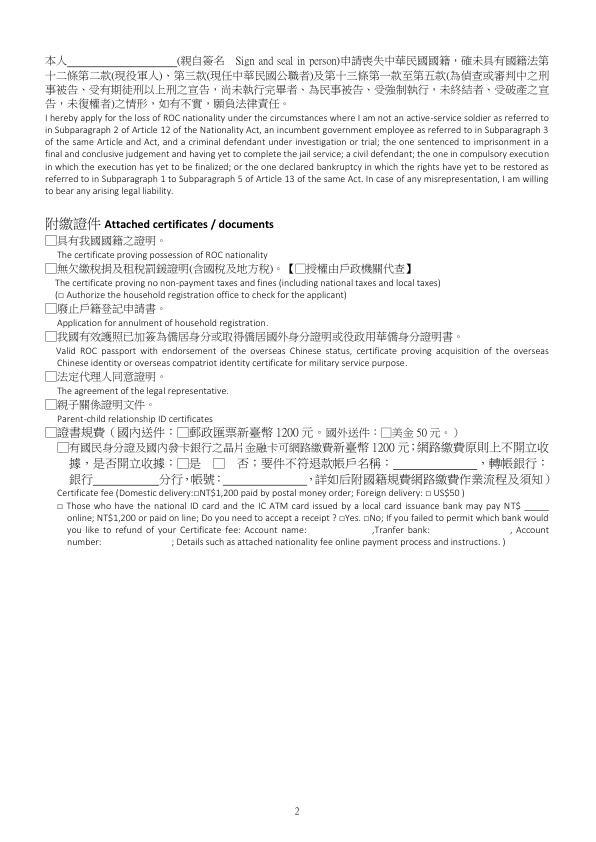 本人____________________(親自簽名　Sign and seal in person)申請喪失中華民國國籍，確未具有國籍法第
十二條第二款(現役軍人)、第三款(現任中華民國公職者)及第十三條第一款至第五款(為偵查或審判中之刑
事被告、受有期徒刑以上刑之宣告，尚未執行完畢者、為民事被告、受強制執行，未終結者、受破產之宣
告，未復權者)之情形，如有不實，願負法律責任。
I hereby apply for the loss of ROC nationality under the circumstances where I am not an active-service soldier as referred to
in Subparagraph 2 of Article 12 of the Nationality Act, an incumbent government employee as referred to in Subparagraph 3
of the same Article and Act, and a criminal defendant under investigation or trial; the one sentenced to imprisonment in a
final and conclusive judgement and having yet to complete the jail service; a civil defendant; the one in compulsory execution
in which the execution has yet to be finalized; or the one declared bankruptcy in which the rights have yet to be restored as
referred to in Subparagraph 1 to Subparagraph 5 of Article 13 of the same Act. In case of any misrepresentation, I am willing
to bear any arising legal liability.
附繳證件 Attached certificates / documents
□具有我國國籍之證明。
The certificate proving possession of ROC nationality
□無欠繳稅捐及租稅罰鍰證明(含國稅及地方稅)。【□授權由戶政機關代查】
The certificate proving no non-payment taxes and fines (including national taxes and local taxes)
(□ Authorize the household registration office to check for the applicant)
□廢止戶籍登記申請書。
Application for annulment of household registration.
□我國有效護照已加簽為僑居身分或取得僑居國外身分證明或役政用華僑身分證明書。
Valid ROC passport with endorsement of the overseas Chinese status, certificate proving acquisition of the overseas
Chinese identity or overseas compatriot identity certificate for military service purpose.
□法定代理人同意證明。
The agreement of the legal representative.
□親子關係證明文件。
Parent-child relationship ID certificates
□證書規費（國內送件：□郵政匯票新臺幣 1200 元。國外送件：□美金 50 元。）
□有國民身分證及國內發卡銀行之晶片金融卡可網路繳費新臺幣 1200 元；網路繳費原則上不開立收
據，是否開立收據：□是　□　否；要件不符退款帳戶名稱：_______________，轉帳銀行：
銀行____________分行，帳號：_______________，詳如后附國籍規費網路繳費作業流程及須知）
Certificate fee (Domestic delivery:□NT$1,200 paid by postal money order; Foreign delivery: □ US$50 )
□ Those who have the national ID card and the IC ATM card issued by a local card issuance bank may pay NT$ _____
online; NT$1,200 or paid on line; Do you need to accept a receipt ? □Yes. □No; If you failed to permit which bank would
you like to refund of your Certificate fee: Account name: ,Tranfer bank: , Account
number: ; Details such as attached nationality fee online payment process and instructions. )
2